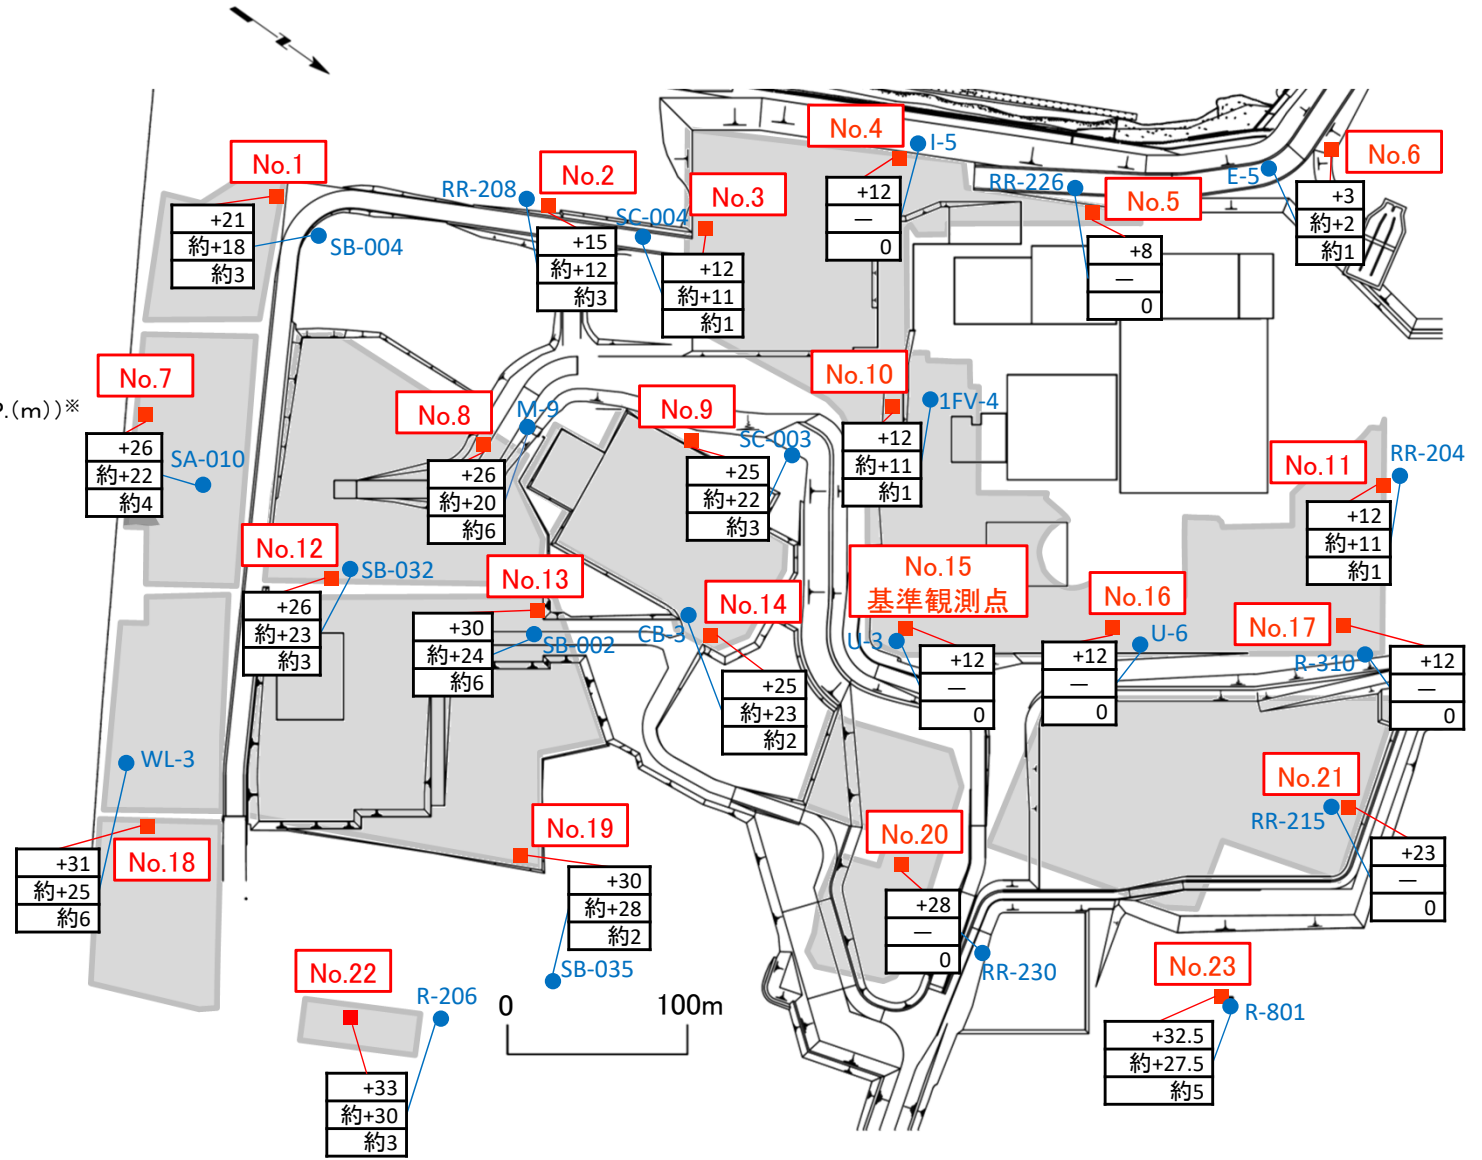 N
No.1
+21
約+18
約3
SB-004
RR-208
No.2
+15
約+12
約3
SC-004
No.3
+12
約+11
約1
No.4
I-5
+12
—
0
RR-226
No.5
+8
—
0
E-5
No.6
+3
約+2
約1
No.7
P.(m))※
+26
約+22
約4
SA-010
No.8
M-9
+26
約+20
約6
No.9
SC-003
+25
約+22
約3
No.10
1FV-4
+12
約+11
約1
No.11
RR-204
+12
約+11
約1
No.12
SB-032
+26
約+23
約3
No.13
+30
約+24
約6
SB-002
CB-3
No.14
+25
約+23
約2
No.15
基準観測点
U-3
+12
—
0
No.16
U-6
+12
—
0
No.17
R-310
+12
—
0
WL-3
No.18
+31
約+25
約6
No.19
+30
約+28
約2
SB-035
No.20
+28
—
0
RR-230
No.21
RR-215
+23
—
0
No.22
R-206
+33
約+30
約3
0 100m
No.23
R-801
+32.5
約+27.5
約5